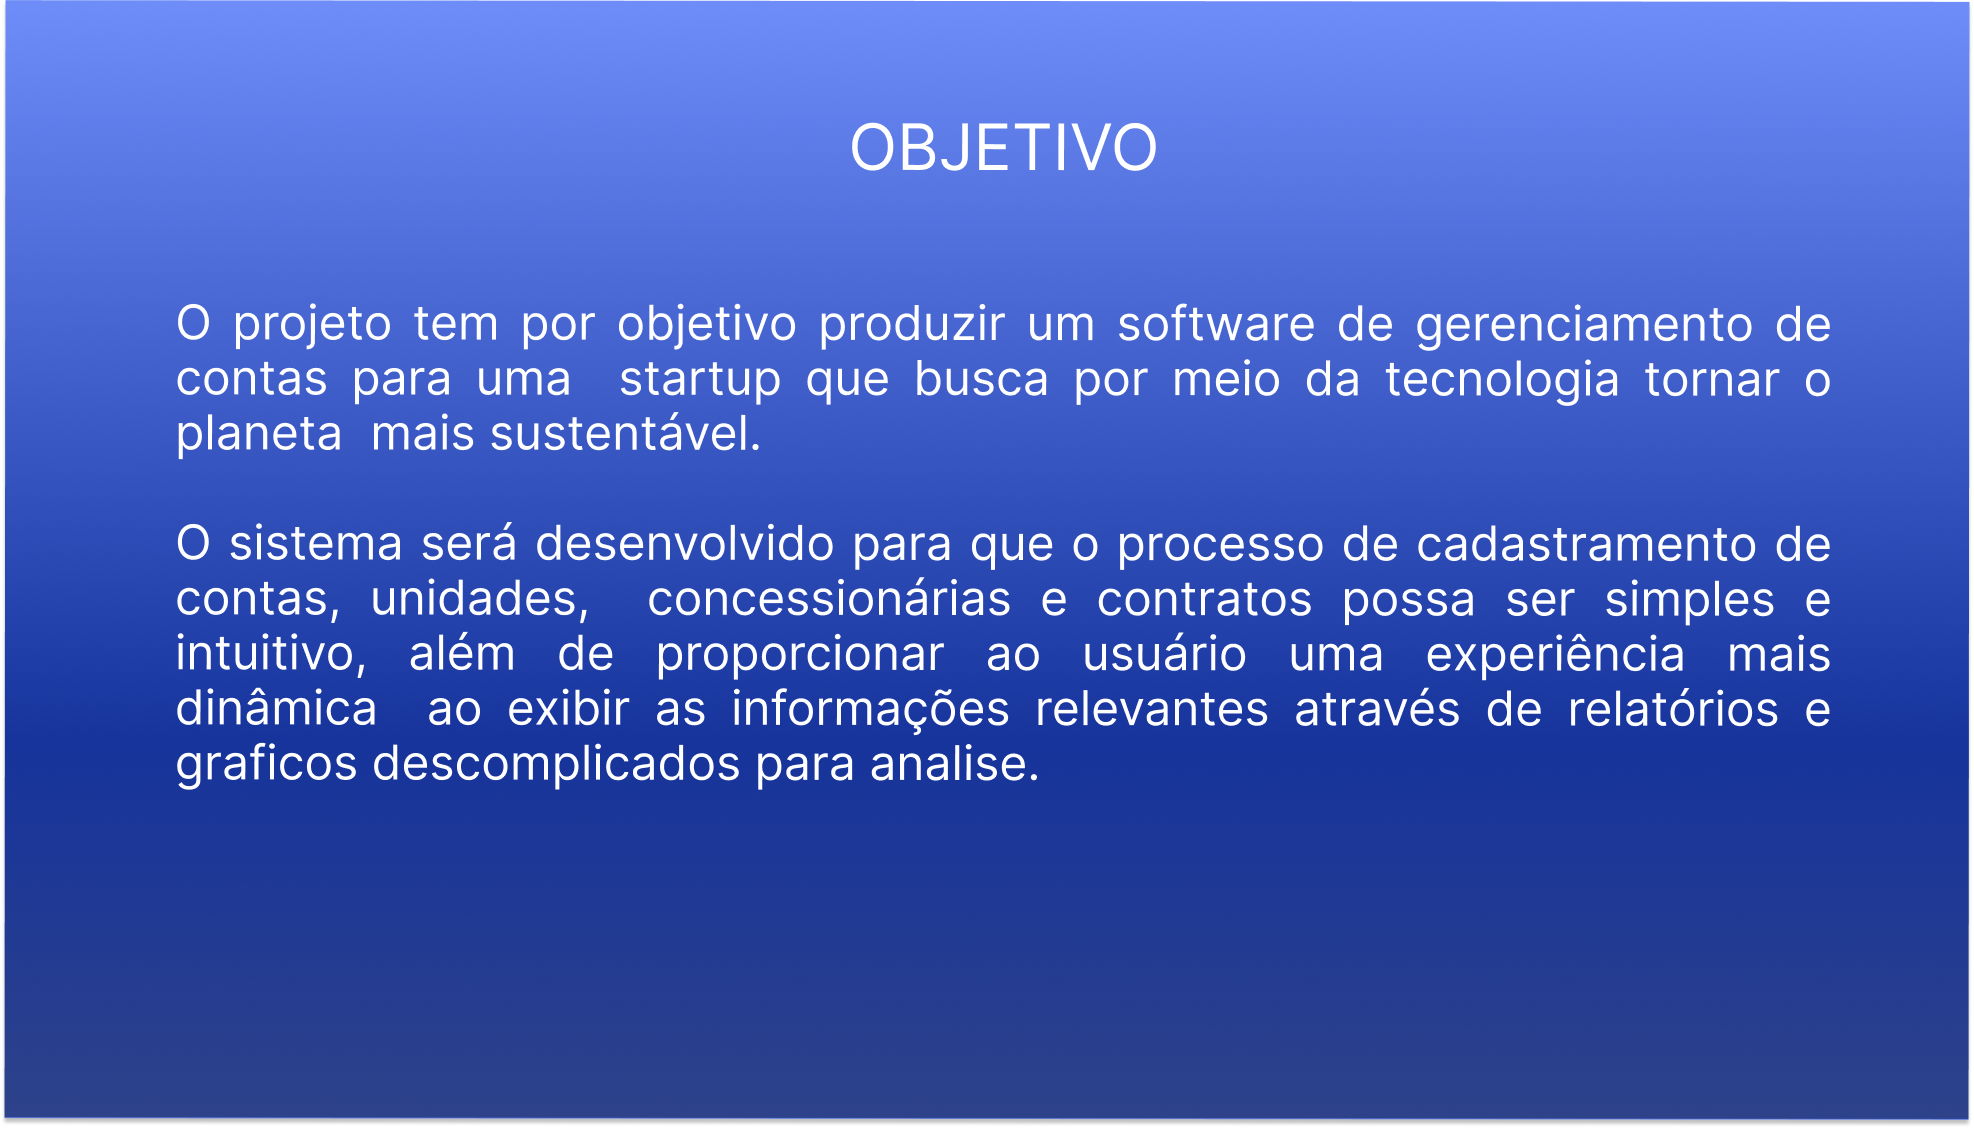 OBJETIVO
O projeto tem por objetivo produzir um software de gerenciamento de
contas para uma  startup que busca por meio da tecnologia tornar o
planeta  mais sustentável.
O sistema será desenvolvido para que o processo de cadastramento de
contas, unidades,  concessionárias e contratos possa ser simples e
intuitivo, além de proporcionar ao usuário uma experiência mais
dinâmica  ao exibir as informações relevantes através de relatórios e
graficos descomplicados para analise.